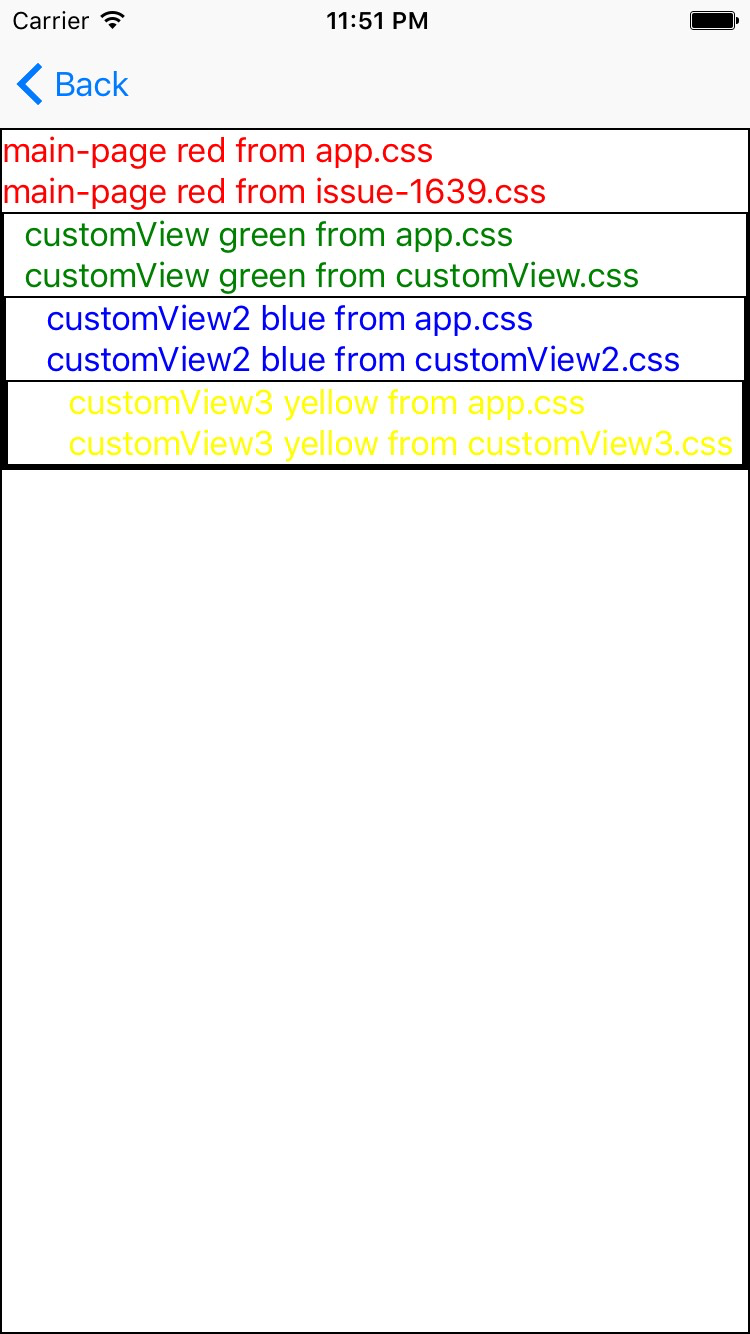 Carrier 11:51 PM
Back
main-page red from app.css
main-page red from issue-1639.css
customView green from app.css
customView green from customView.css
customView2 blue from app.css
customView2 blue from customView2.css
customView3 yellow from app.css
customView3 yellow from customView3.css